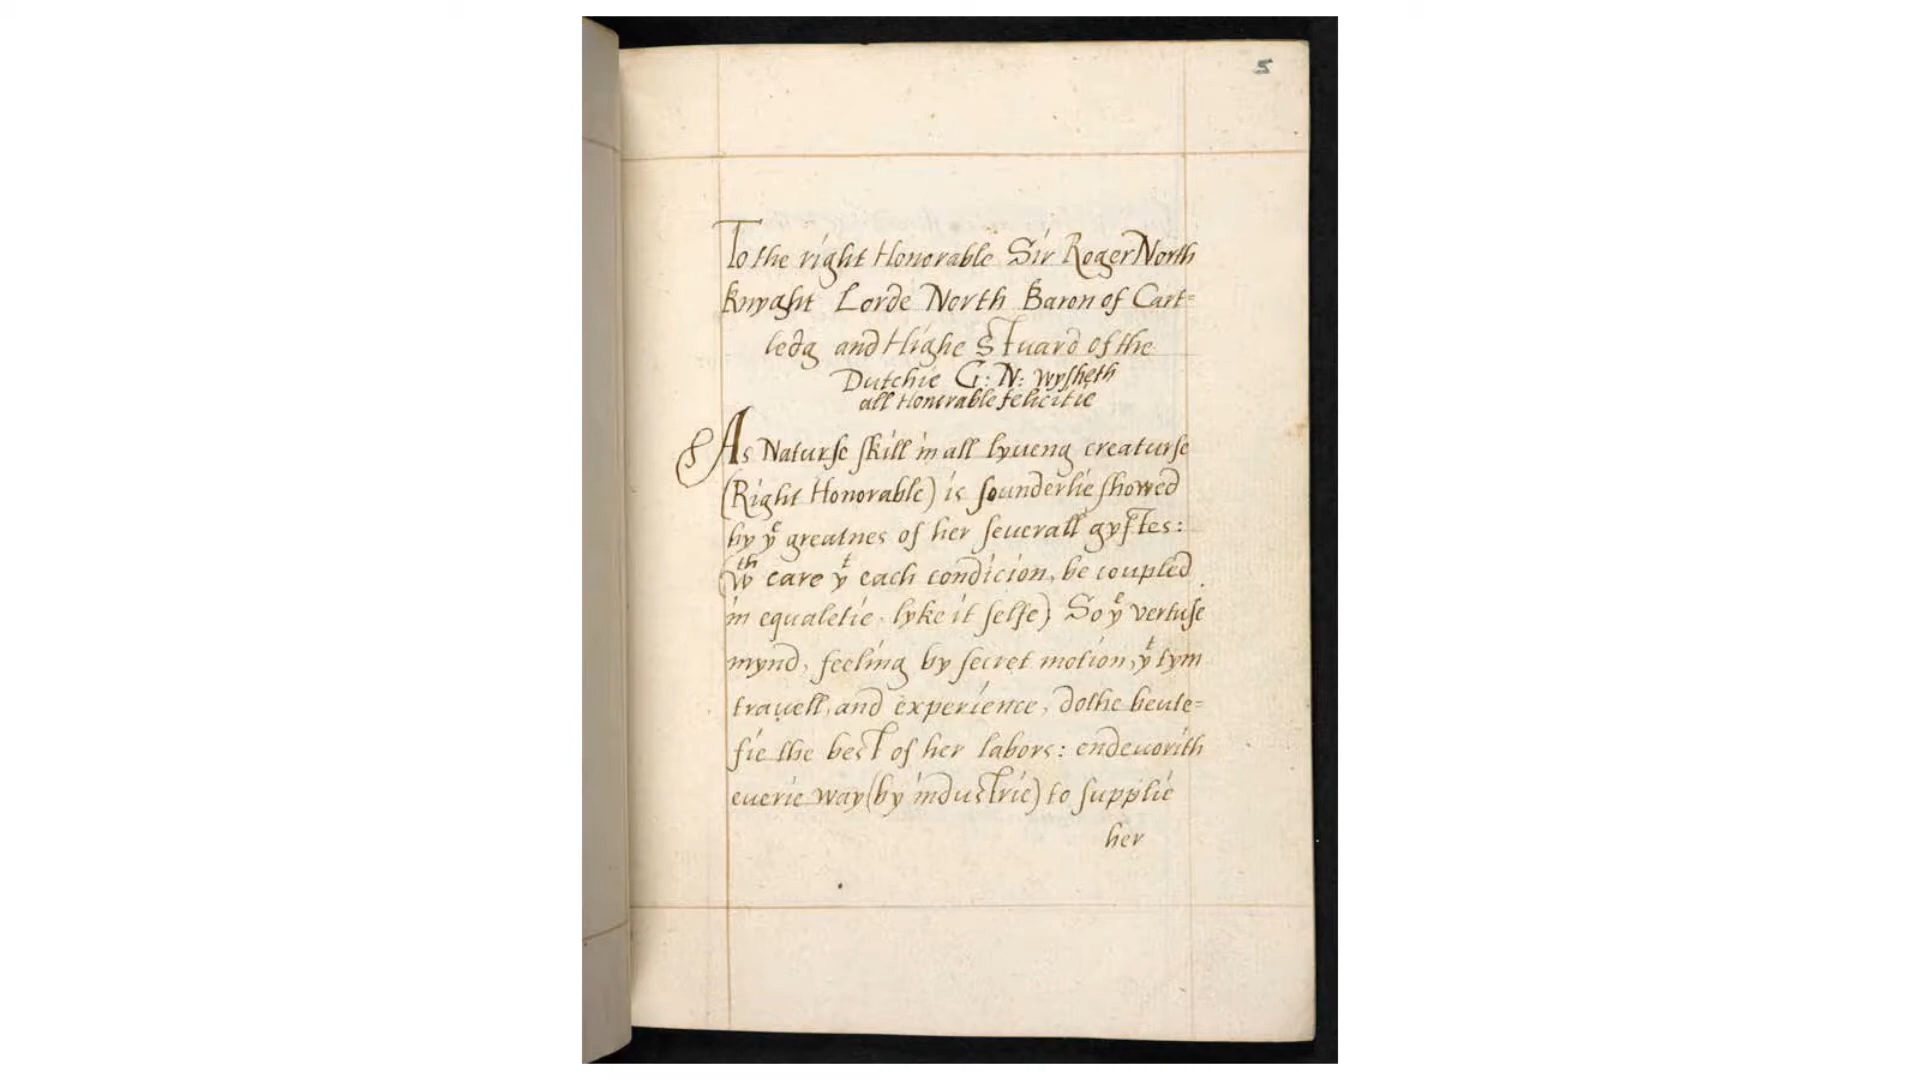 5
To the right Honorable Sir Roger North
Knyght Lorde North Baron of Cart=
ledg and Highe Stuard of the
Dutchie G: N: wysheth
all Honorable felicitie
As Naturse skill in all lyueng creaturse
(Right Honorable) is sounderlie showed
by yᵉ greatnes of her seuerall gyftes:
(wᵗʰ care yᵗ each condicion, be coupled
in equaletie lyke it selfe) So yᵉ vertuse
mynd, feeling by secret motion, yᵗ tym
trauell, and experience, dothe beute=
fie the best of her labors: endeuorith
euerie way (by industrie) to supplie
her